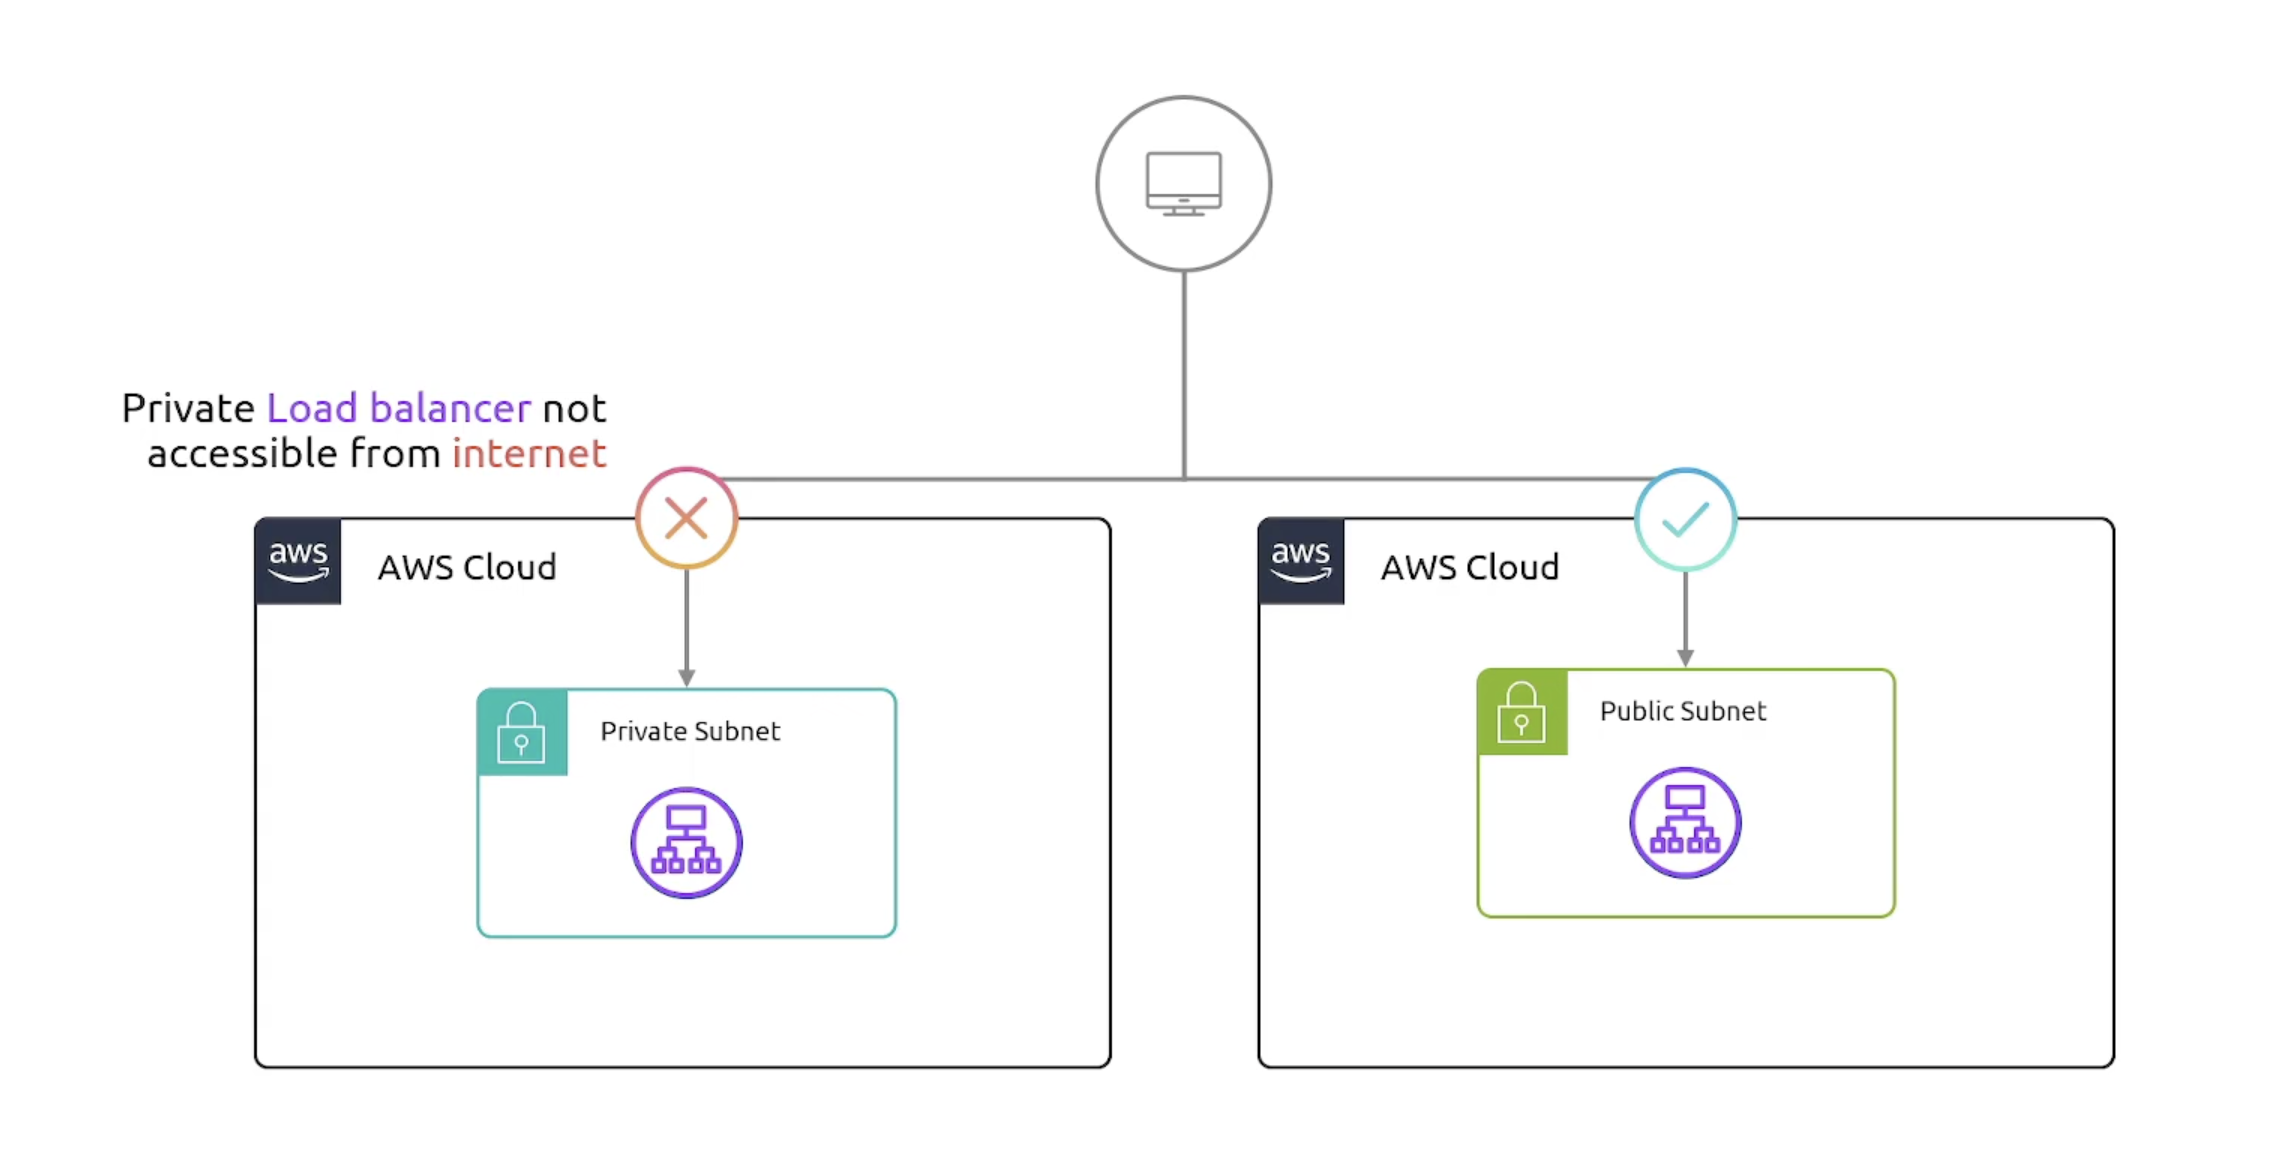 Private Load balancer not
accessible from internet
aws
AWS Cloud
Private Subnet
aws
AWS Cloud
Public Subnet